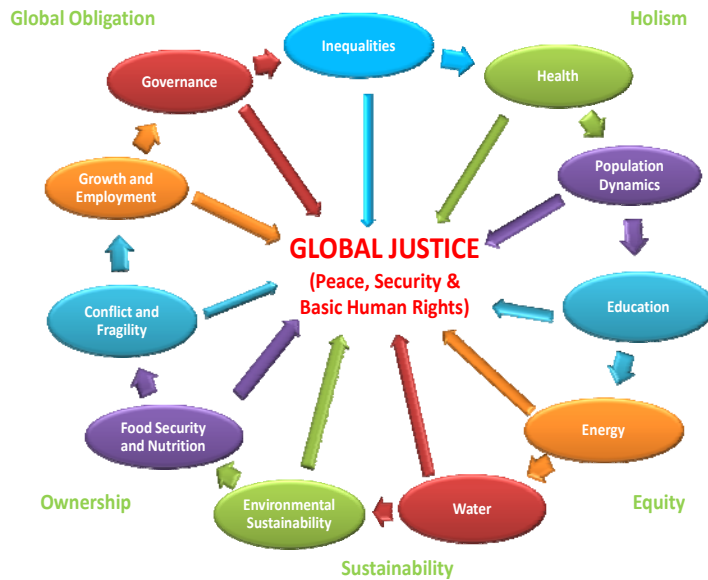 Global Obligation
Holism
Inequalities
Governance
Health
Growth and
Employment
Population
Dynamics
GLOBAL JUSTICE
(Peace, Security &
Basic Human Rights)
Conflict and
Fragility
Education
Food Security
and Nutrition
Energy
Environmental
Sustainability
Water
Ownership
Equity
Sustainability